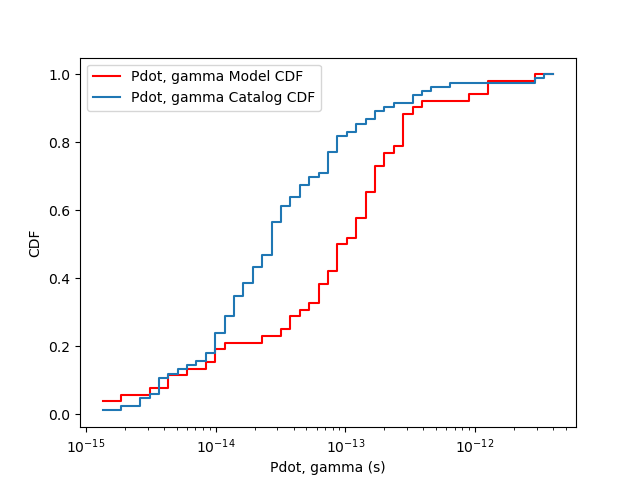 Pdot, gamma Model CDF
Pdot, gamma Catalog CDF
CDF
1.0
0.8
0.6
0.4
0.2
0.0
10⁻¹⁵
10⁻¹⁴
10⁻¹³
10⁻¹²
Pdot, gamma (s)